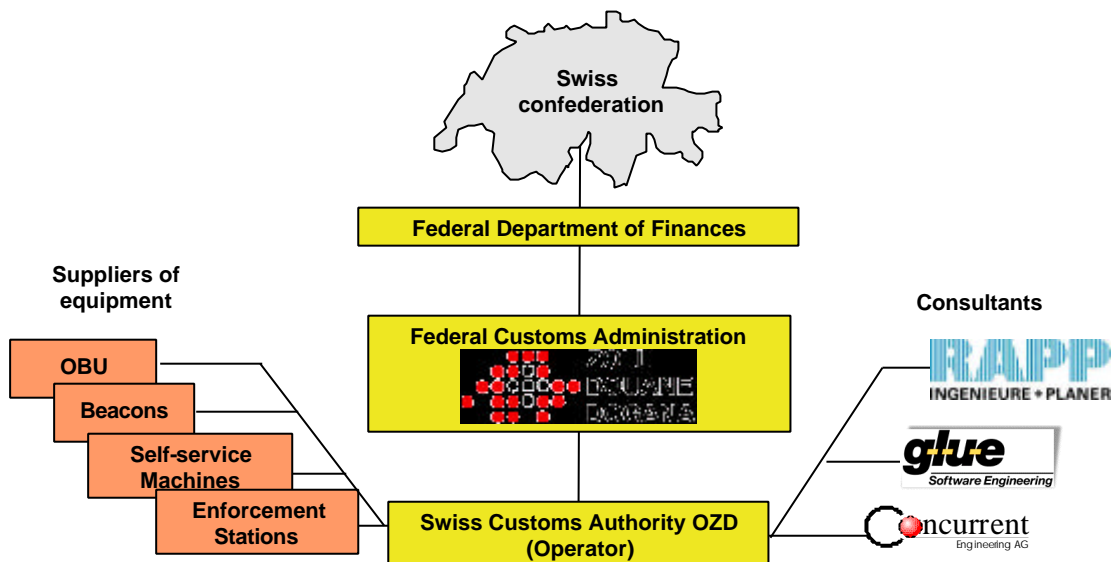 Swiss
confederation
Federal Department of Finances
Suppliers of
equipment
Consultants
Federal Customs Administration
ZOLL
DOUANE
DOGANA
OBU
Beacons
Self-service
Machines
Enforcement
Stations
RAPP
INGENIEURE + PLANER
glue
Software Engineering
Concurrent
Engineering AG
Swiss Customs Authority OZD
(Operator)